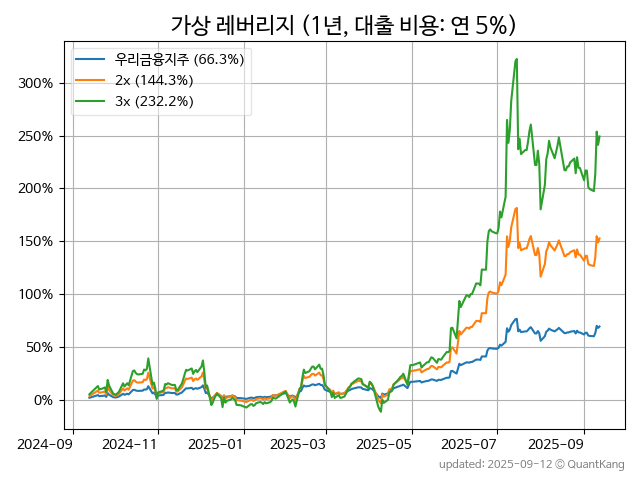 가상 레버리지 (1년, 대출 비용: 연 5%)
우리금융지주 (66.3%)
2x (144.3%)
3x (232.2%)
300%
250%
200%
150%
100%
50%
0%
2024-09 2024-11 2025-01 2025-03 2025-05 2025-07 2025-09
updated: 2025-09-12 © QuantKang